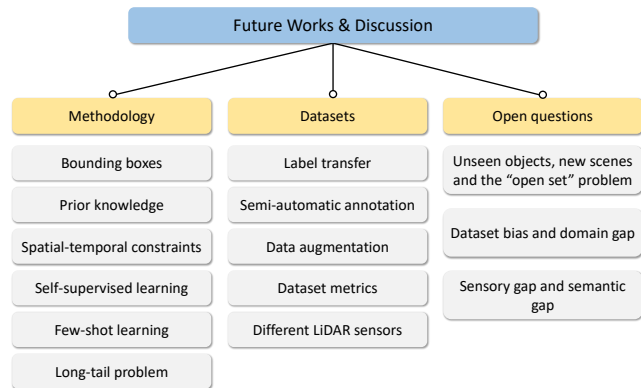 Future Works & Discussion
Methodology
Bounding boxes
Prior knowledge
Spatial-temporal constraints
Self-supervised learning
Few-shot learning
Long-tail problem
Datasets
Label transfer
Semi-automatic annotation
Data augmentation
Dataset metrics
Different LiDAR sensors
Open questions
Unseen objects, new scenes
and the “open set” problem
Dataset bias and domain gap
Sensory gap and semantic
gap